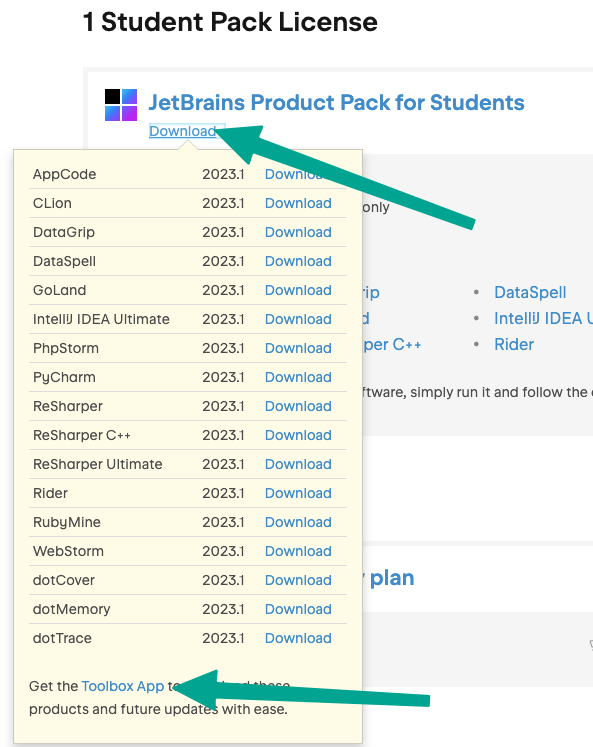 1 Student Pack License
JetBrains Product Pack for Students
Download
AppCode 2023.1 Download
CLion 2023.1 Download
only
DataGrip 2023.1 Download
DataSpell 2023.1 Download
GoLand 2023.1 Download
rip • DataSpell
IntelliJ IDEA Ultimate 2023.1 Download
d • IntelliJ IDEA U
PhpStorm 2023.1 Download
per C++ • Rider
PyCharm 2023.1 Download
ftware, simply run it and follow the
ReSharper 2023.1 Download
ReSharper C++ 2023.1 Download
ReSharper Ultimate 2023.1 Download
Rider 2023.1 Download
RubyMine 2023.1 Download
WebStorm 2023.1 Download
dotCover 2023.1 Download
plan
dotMemory 2023.1 Download
dotTrace 2023.1 Download
Get the Toolbox App to these
products and future updates with ease.